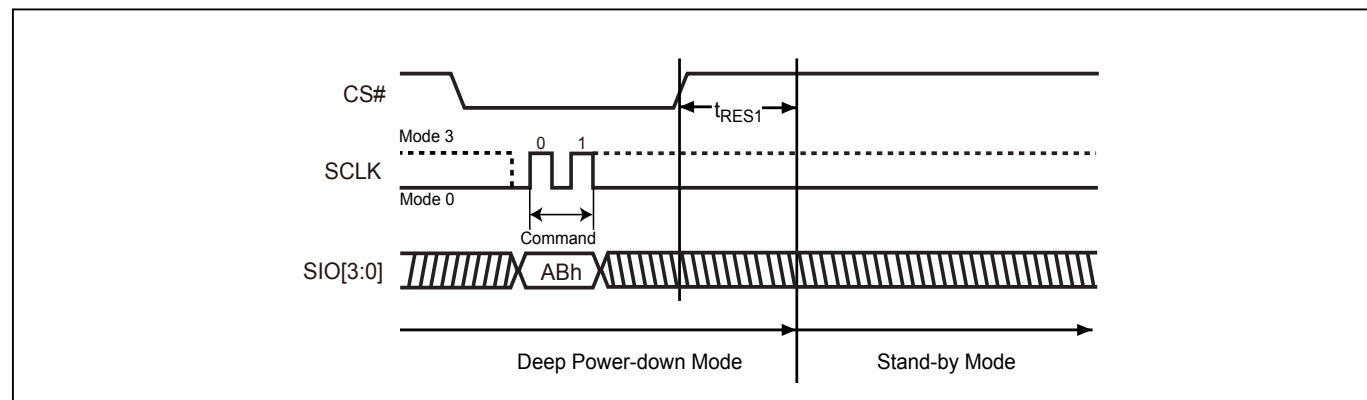 CS#
tRES1
Mode 3
0 1
SCLK
Mode 0
Command
SIO[3:0]
ABh
Deep Power-down Mode
Stand-by Mode